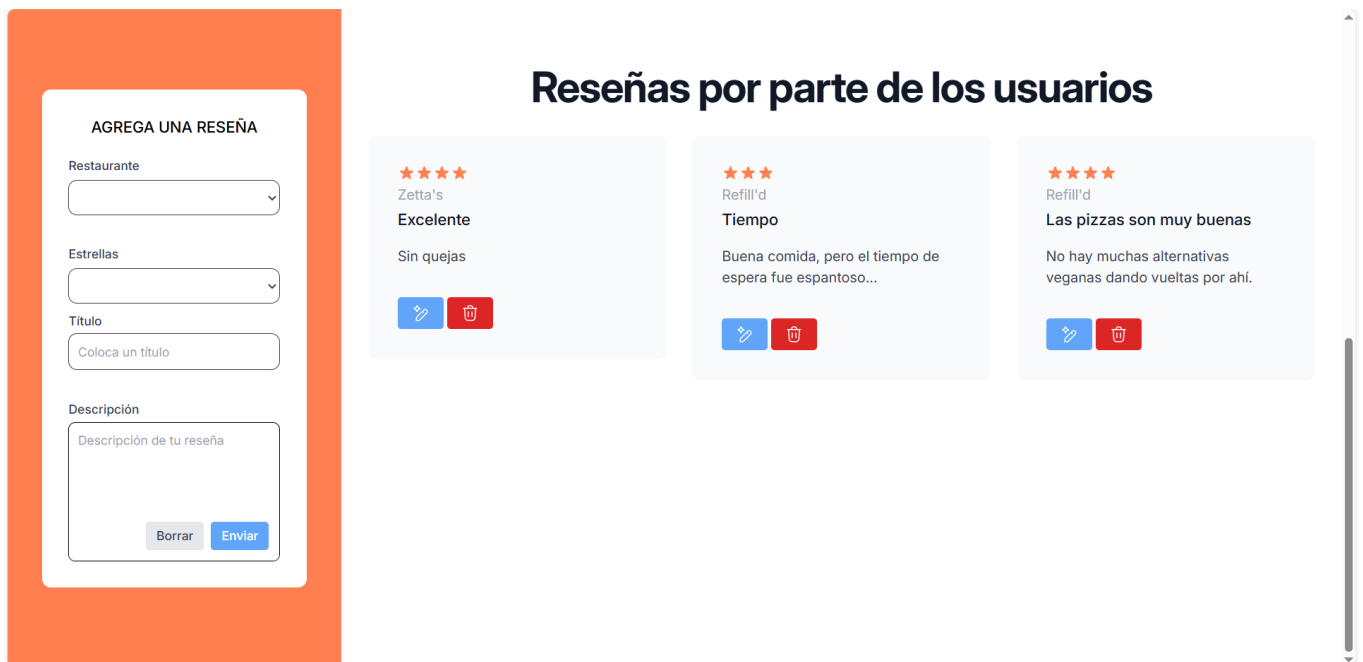 AGREGA UNA RESEÑA
Restaurante
Estrellas
Título
Coloca un título
Descripción
Descripción de tu reseña
Borrar
Enviar
Reseñas por parte de los usuarios
Zetta's
Excelente
Sin quejas
Refill'd
Tiempo
Buena comida, pero el tiempo de
espera fue espantoso...
Refill'd
Las pizzas son muy buenas
No hay muchas alternativas
veganas dando vueltas por ahí.